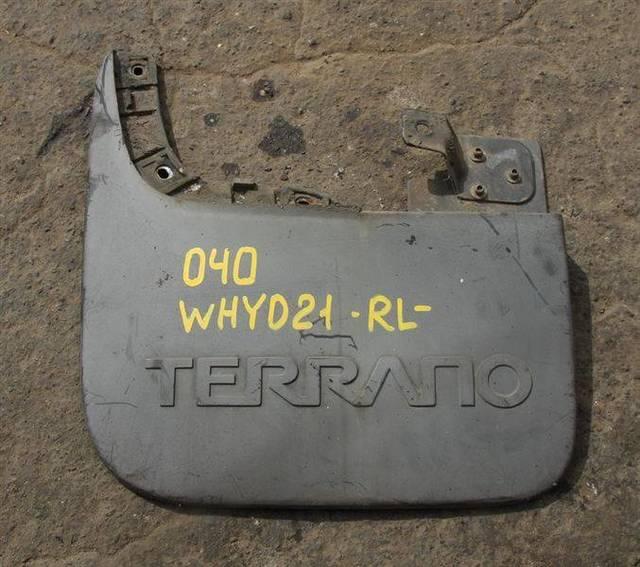 040
WHYD21 · RL-
TERRANO